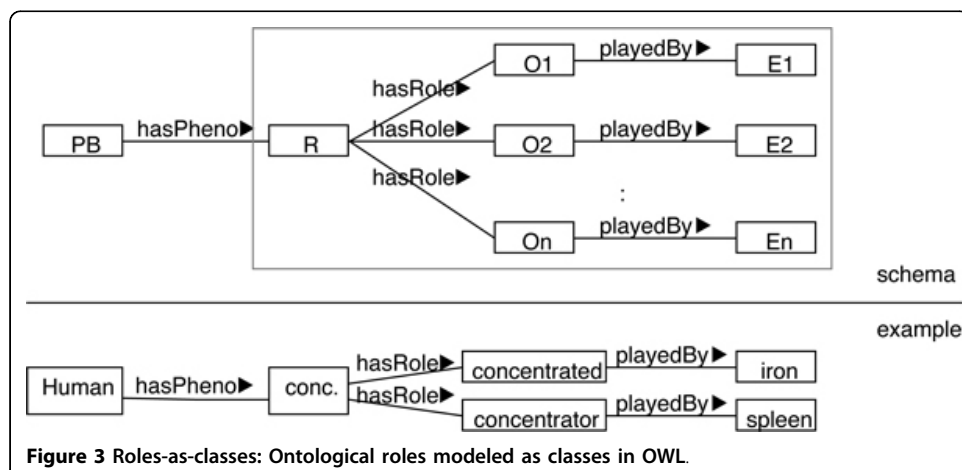 O1 playedBy▶ E1
hasRole▶
PB hasPheno▶ R hasRole▶ O2 playedBy▶ E2
hasRole▶
:
On playedBy▶ En
schema
example
Human hasPheno▶ conc. hasRole▶ concentrated playedBy▶ iron
hasRole▶ concentrator playedBy▶ spleen
Figure 3 Roles-as-classes: Ontological roles modeled as classes in OWL.